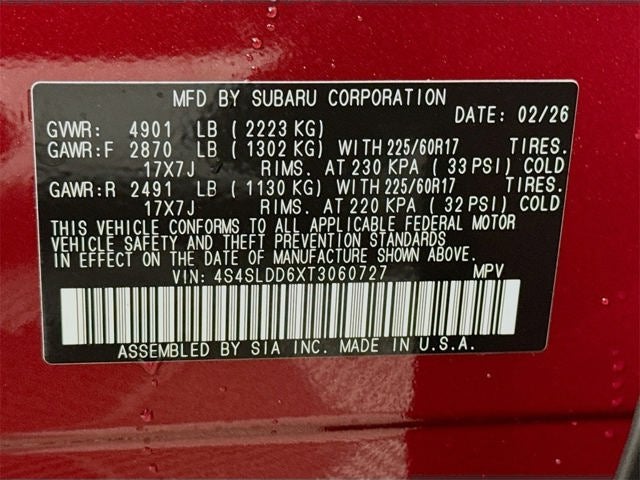 MFD BY SUBARU CORPORATION
DATE: 02/26
GVWR: 4901 LB (2223 KG)
GAWR:F 2870 LB (1302 KG) WITH 225/60R17 TIRES.
17X7J RIMS. AT 230 KPA (33 PSI) COLD
GAWR:R 2491 LB (1130 KG) WITH 225/60R17 TIRES.
17X7J RIMS. AT 220 KPA (32 PSI) COLD
THIS VEHICLE CONFORMS TO ALL APPLICABLE FEDERAL MOTOR
VEHICLE SAFETY AND THEFT PREVENTION STANDARDS
IN EFFECT ON THE DATE OF MANUFACTURE SHOWN ABOVE.
VIN: 4S4SLDD6XT3060727 MPV
ASSEMBLED BY SIA INC. MADE IN U.S.A.